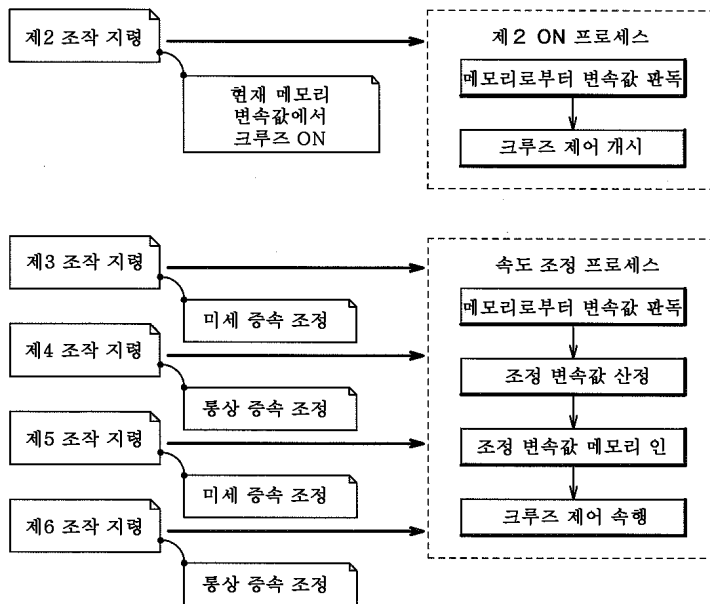 제2 조작 지령
현재 메모리
변속값에서
크루즈 ON
제2 ON 프로세스
메모리로부터 변속값 판독
크루즈 제어 개시
제3 조작 지령
미세 증속 조정
제4 조작 지령
통상 증속 조정
제5 조작 지령
미세 증속 조정
제6 조작 지령
통상 증속 조정
속도 조정 프로세스
메모리로부터 변속값 판독
조정 변속값 산정
조정 변속값 메모리 인
크루즈 제어 속행